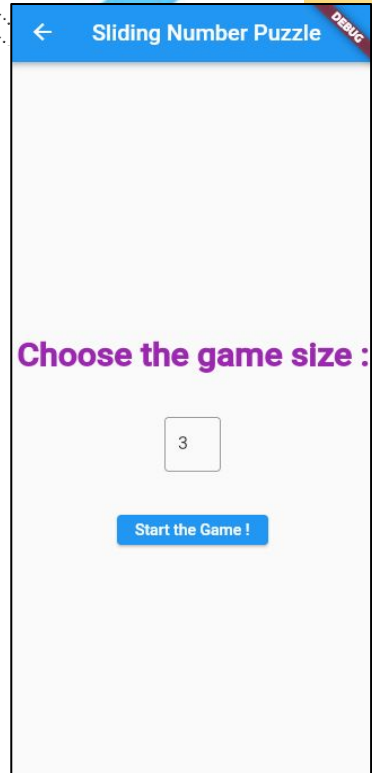 Sliding Number Puzzle
DEBUG
Choose the game size :
3
Start the Game !